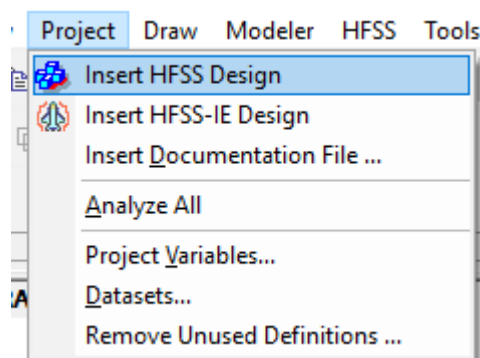 Project Draw Modeler HFSS Tools
Insert HFSS Design
Insert HFSS-IE Design
Insert Documentation File ...
Analyze All
Project Variables...
Datasets...
Remove Unused Definitions ...